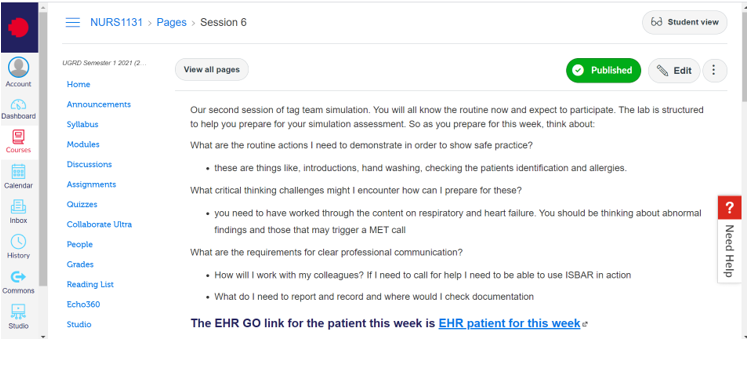 NURS1131 > Pages > Session 6
Student view
Account
Dashboard
Courses
Calendar
Inbox
History
Commons
Studio
UGRD Semester 1 2021 (2...
Home
Announcements
Syllabus
Modules
Discussions
Assignments
Quizzes
Collaborate Ultra
People
Grades
Reading List
Echo360
Studio
View all pages
Published
Edit
Our second session of tag team simulation. You will all know the routine now and expect to participate. The lab is structured
to help you prepare for your simulation assessment. So as you prepare for this week, think about:
What are the routine actions I need to demonstrate in order to show safe practice?
• these are things like, introductions, hand washing, checking the patients identification and allergies.
What critical thinking challenges might I encounter how can I prepare for these?
• you need to have worked through the content on respiratory and heart failure. You should be thinking about abnormal
findings and those that may trigger a MET call
What are the requirements for clear professional communication?
• How will I work with my colleagues? If I need to call for help I need to be able to use ISBAR in action
• What do I need to report and record and where would I check documentation
The EHR GO link for the patient this week is EHR patient for this week
?
Need Help